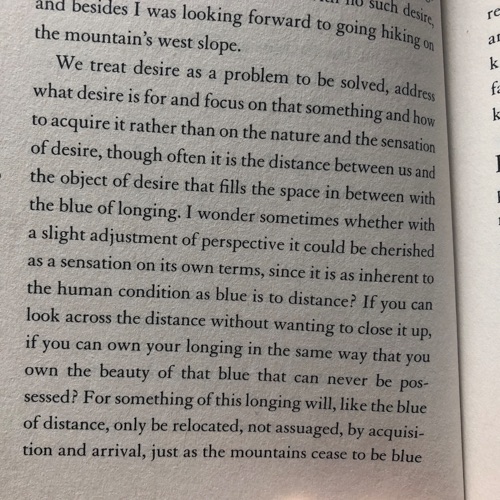 and besides I was looking forward to going hiking on
the mountain's west slope.
We treat desire as a problem to be solved, address
what desire is for and focus on that something and how
to acquire it rather than on the nature and the sensation
of desire, though often it is the distance between us and
the object of desire that fills the space in between with
the blue of longing. I wonder sometimes whether with
a slight adjustment of perspective it could be cherished
as a sensation on its own terms, since it is as inherent to
the human condition as blue is to distance? If you can
look across the distance without wanting to close it up,
if you can own your longing in the same way that you
own the beauty of that blue that can never be pos-
sessed? For something of this longing will, like the blue
of distance, only be relocated, not assuaged, by acquisi-
tion and arrival, just as the mountains cease to be blue